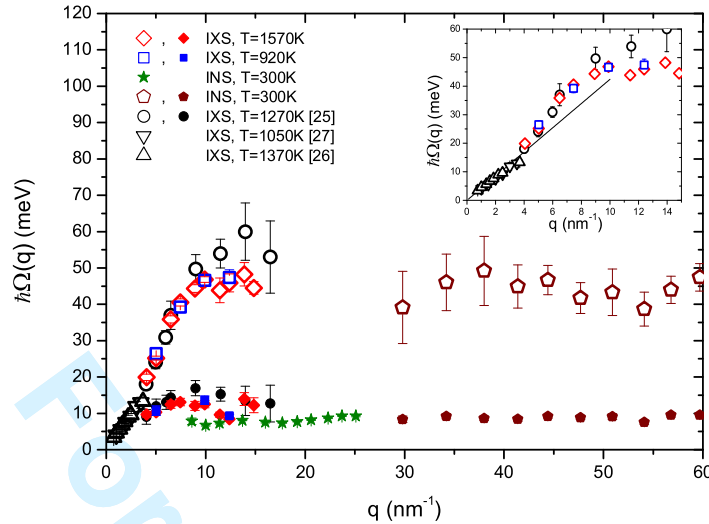 IXS, T=1570K
IXS, T=920K
INS, T=300K
INS, T=300K
IXS, T=1270K [25]
IXS, T=1050K [27]
IXS, T=1370K [26]
120
110
100
90
80
70
60
50
40
30
20
10
0
ℏΩ(q) (meV)
0 10 20 30 40 50 60
q (nm⁻¹)
60
50
40
30
20
10
0
ℏΩ(q) (meV)
0 2 4 6 8 10 12 14
q (nm⁻¹)
For